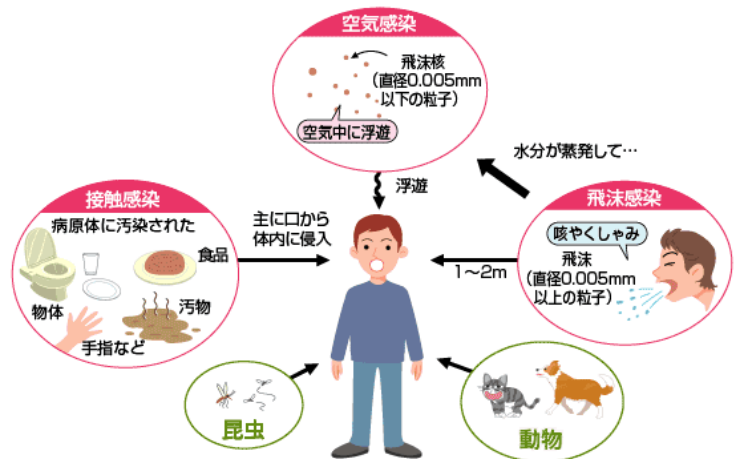 空気感染
飛沫核
（直径0.005mm
以下の粒子）
空気中に浮遊
水分が蒸発して…
浮遊
接触感染
病原体に汚染された
食品
物体
汚物
手指など
主に口から
体内に侵入
飛沫感染
咳やくしゃみ
飛沫
（直径0.005mm
以上の粒子）
1〜2m
昆虫
動物